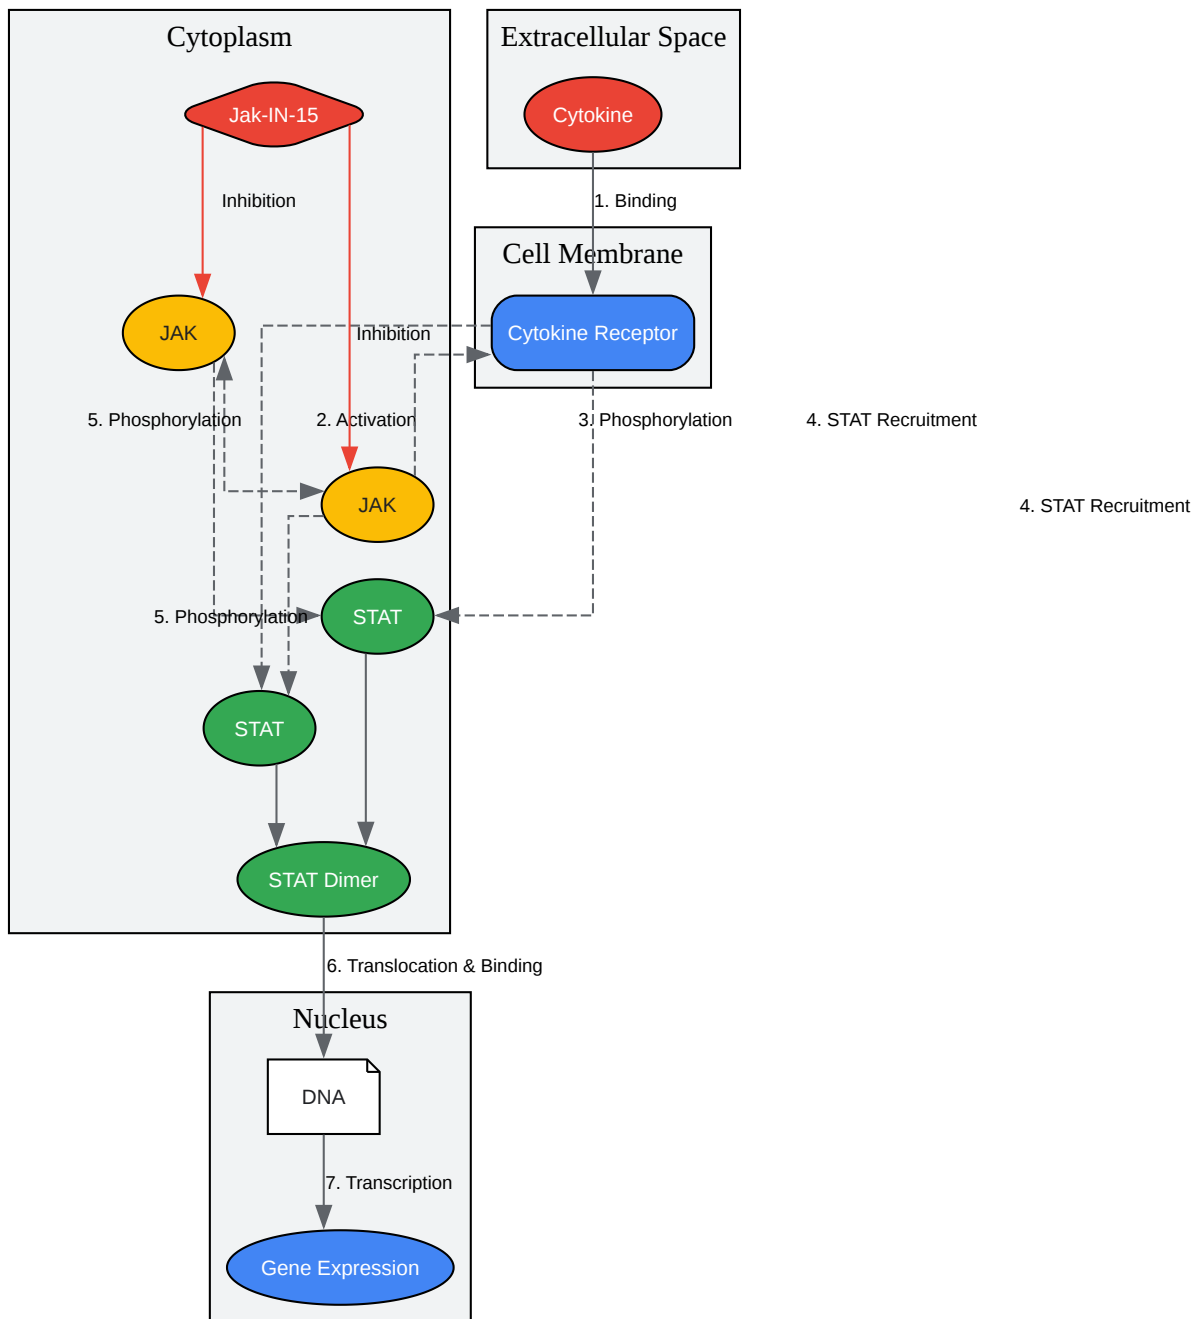 Cytoplasm
Extracellular Space
Jak-IN-15
Cytokine
Inhibition
1. Binding
Cell Membrane
JAK
Inhibition
Cytokine Receptor
5. Phosphorylation
2. Activation
3. Phosphorylation
4. STAT Recruitment
JAK
4. STAT Recruitment
5. Phosphorylation
STAT
STAT
STAT Dimer
6. Translocation & Binding
Nucleus
DNA
7. Transcription
Gene Expression